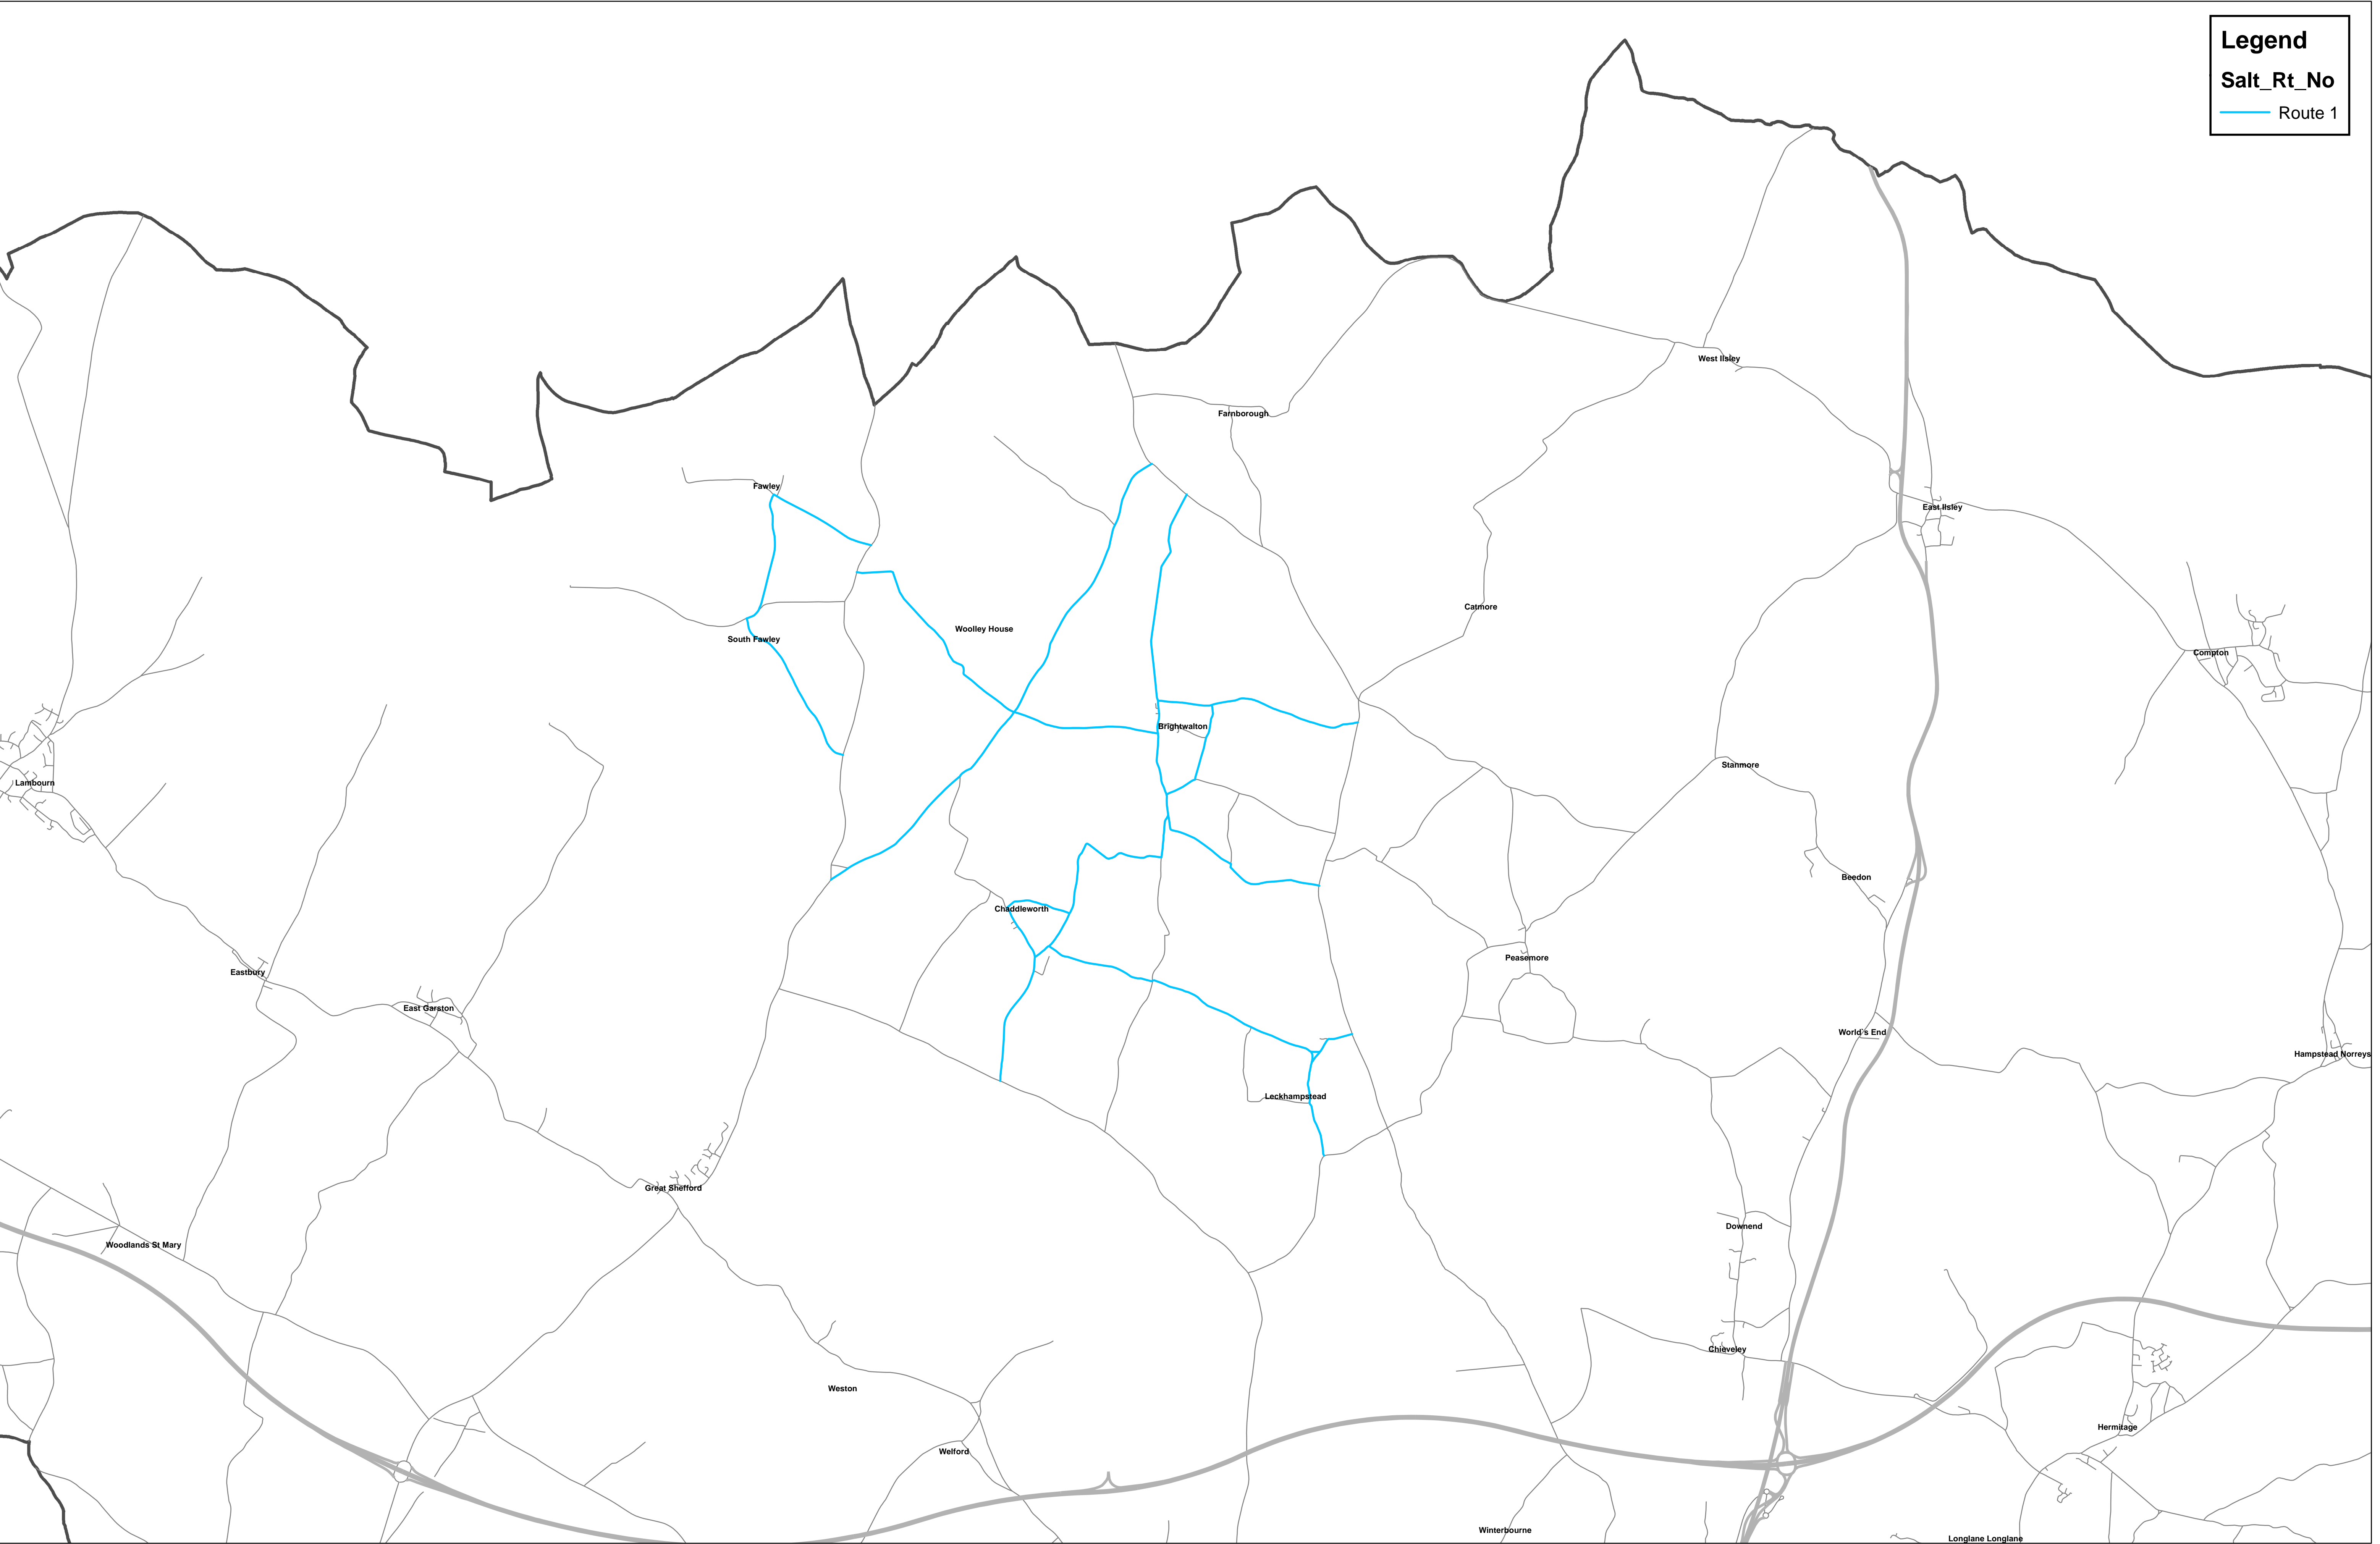 Legend
Salt_Rt_No
Route 1
West Ilsley
Farnborough
Fawley
East Ilsley
Catmore
Woolley House
South Fawley
Compton
Brightwalton
Stanmore
Lambourn
Beedon
Chaddleworth
Peasemore
Eastbury
East Garston
World's End
Hampstead Norreys
Leckhampstead
Great Shefford
Downend
Woodlands St Mary
Chieveley
Weston
Hermitage
Welford
Winterbourne
Longlane Longlane